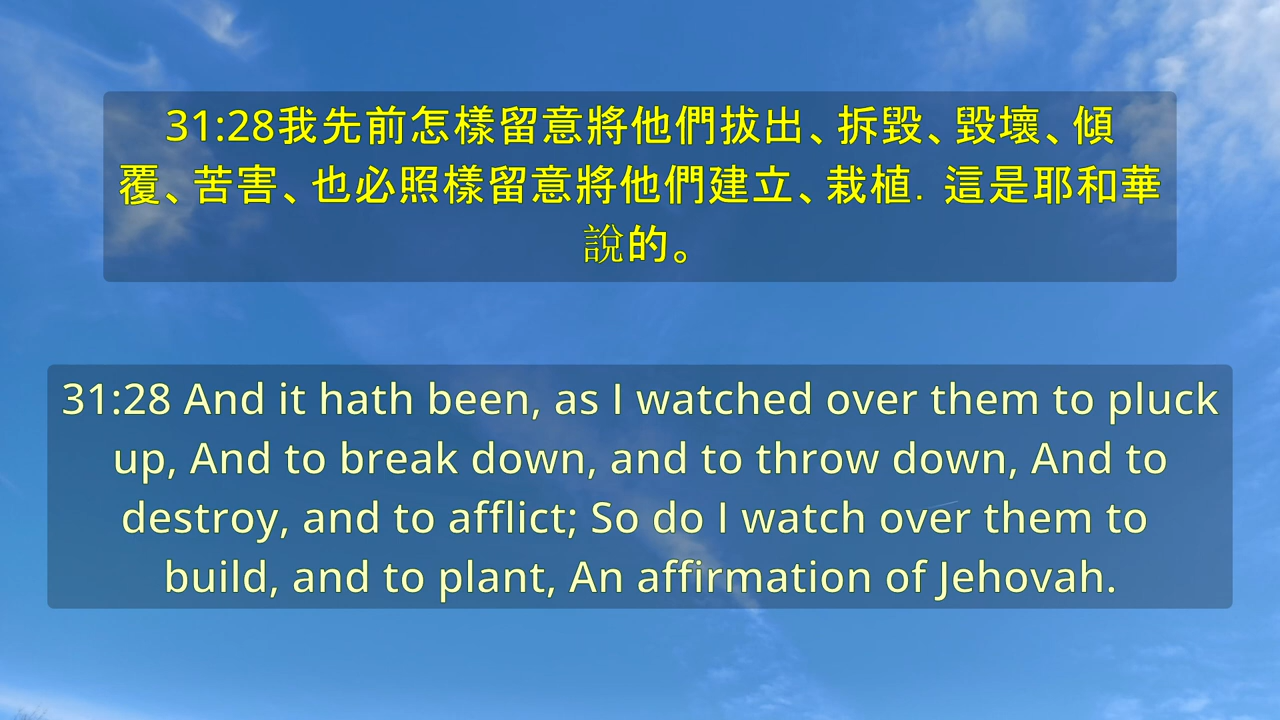 31:28我先前怎樣留意將他們拔出、拆毀、毀壞、傾
覆、苦害、也必照樣留意將他們建立、栽植. 這是耶和華
說的。
31:28 And it hath been, as I watched over them to pluck
up, And to break down, and to throw down, And to
destroy, and to afflict; So do I watch over them to
build, and to plant, An affirmation of Jehovah.